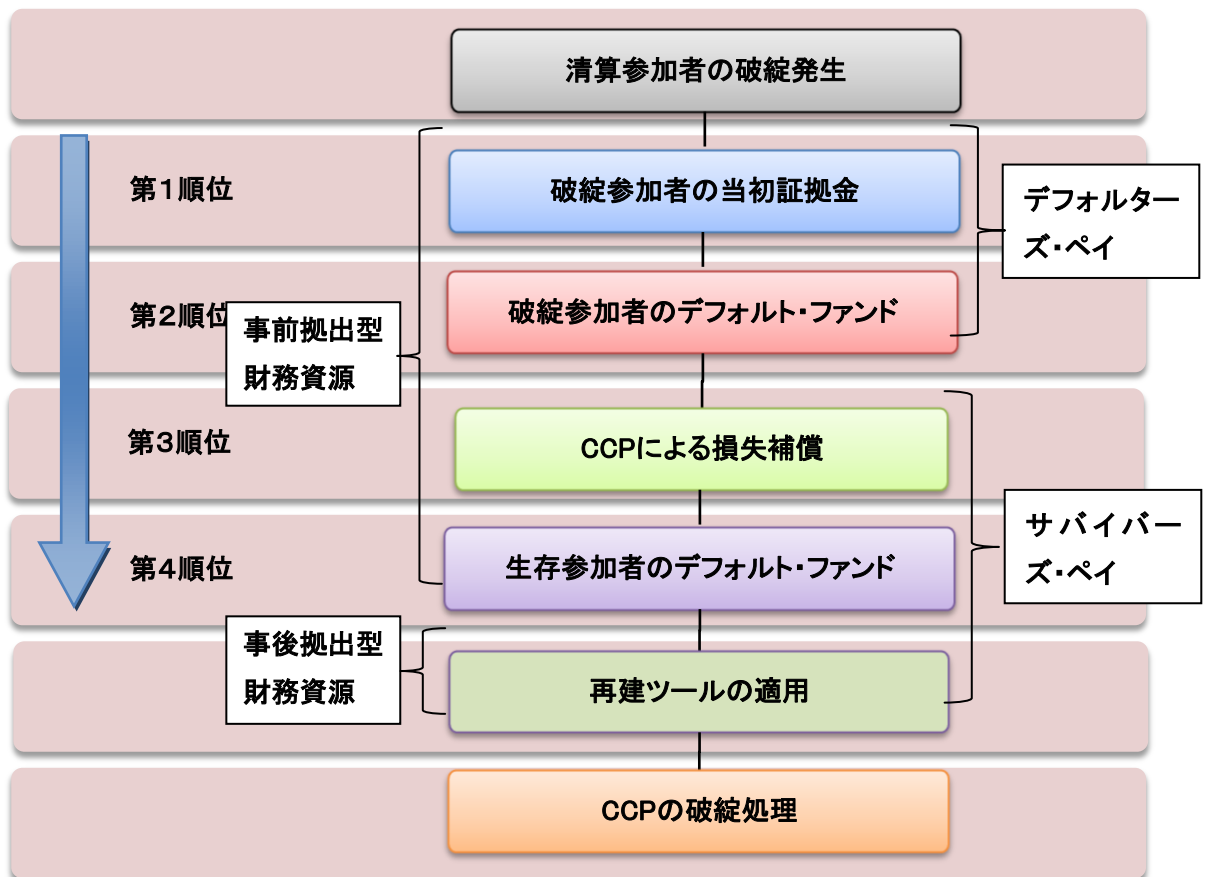 清算参加者の破綻発生
第１順位
破綻参加者の当初証拠金
デフォルター
ズ・ペイ
第２順位
破綻参加者のデフォルト・ファンド
事前拠出型
財務資源
第３順位
CCPによる損失補償
サバイバー
ズ・ペイ
第４順位
生存参加者のデフォルト・ファンド
事後拠出型
財務資源
再建ツールの適用
CCPの破綻処理